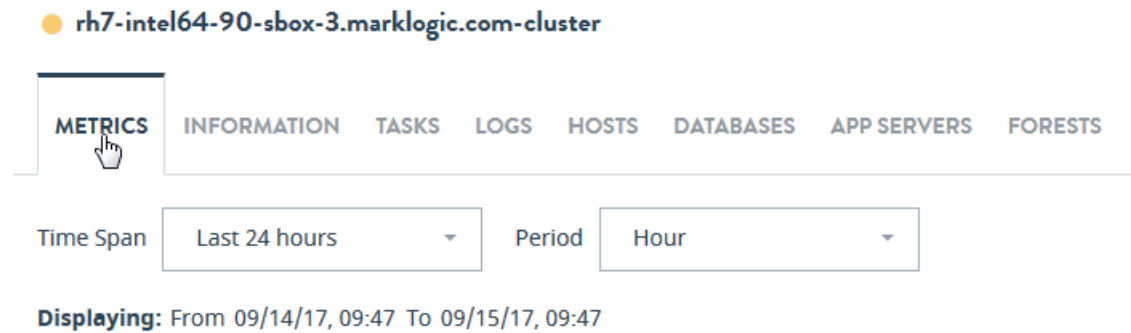 rh7-intel64-90-sbox-3.marklogic.com-cluster
METRICS INFORMATION TASKS LOGS HOSTS DATABASES APP SERVERS FORESTS
Time Span Last 24 hours Period Hour
Displaying: From 09/14/17, 09:47 To 09/15/17, 09:47